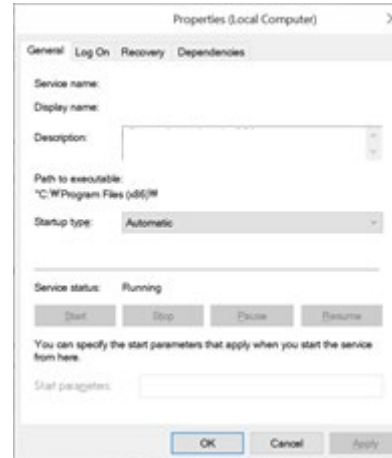 Properties (Local Computer)
General Log On Recovery Dependencies
Service name:
Display name:
Description:
Path to executable:
"C:₩Program Files (x86)₩
Startup type: Automatic
Service status: Running
Start Stop Pause Resume
You can specify the start parameters that apply when you start the service
from here.
Start parameters:
OK Cancel Apply